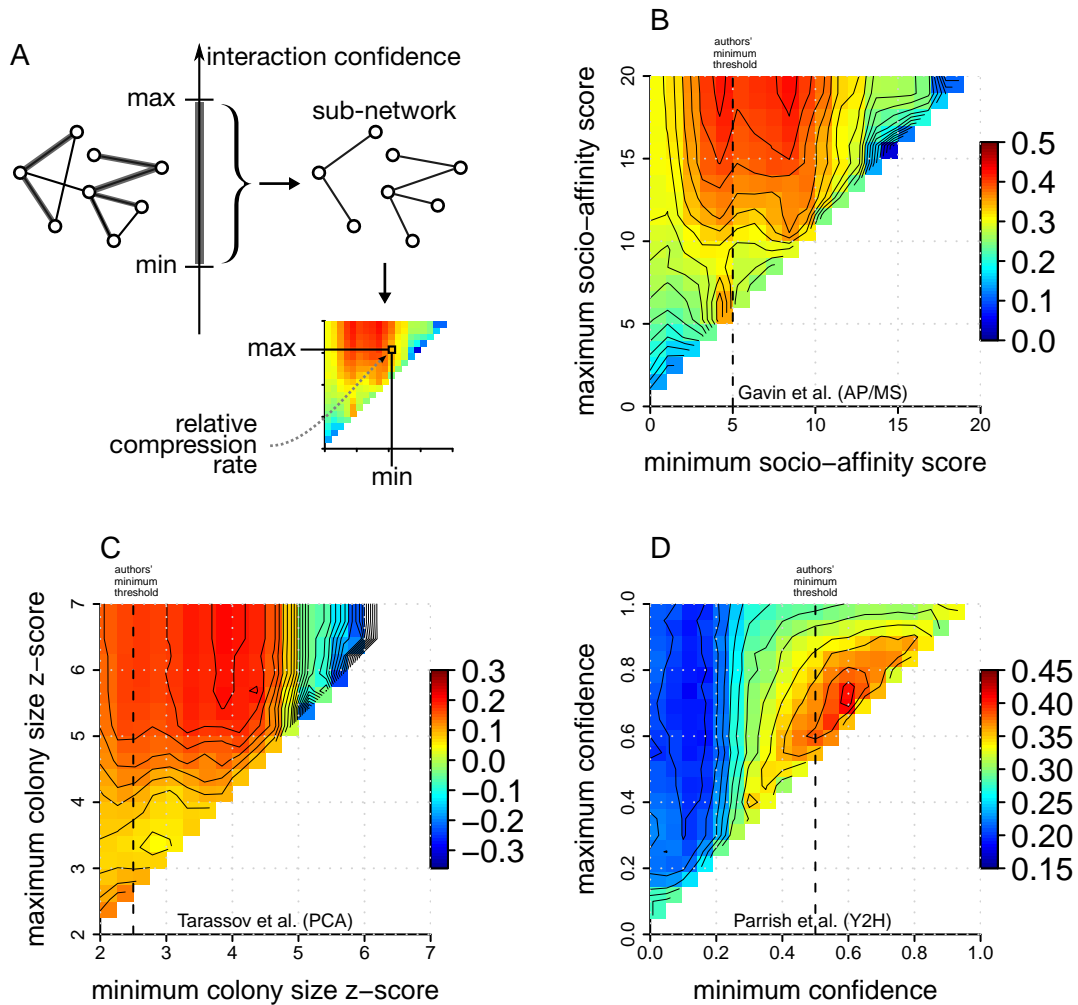 A
interaction confidence
max
min
sub-network
max
relative
compression
rate
min
B
authors'
minimum
threshold
maximum socio−affinity score
20
15
10
5
0
0 5 10 15 20
Gavin et al. (AP/MS)
minimum socio−affinity score
0.5
0.4
0.3
0.2
0.1
0.0
C
authors'
minimum
threshold
maximum colony size z−score
7
6
5
4
3
2
2 3 4 5 6 7
Tarassov et al. (PCA)
minimum colony size z−score
0.3
0.2
0.1
0.0
−0.1
−0.2
−0.3
D
authors'
minimum
threshold
maximum confidence
1.0
0.8
0.6
0.4
0.2
0.0
0.0 0.2 0.4 0.6 0.8 1.0
Parrish et al. (Y2H)
minimum confidence
0.45
0.40
0.35
0.30
0.25
0.20
0.15